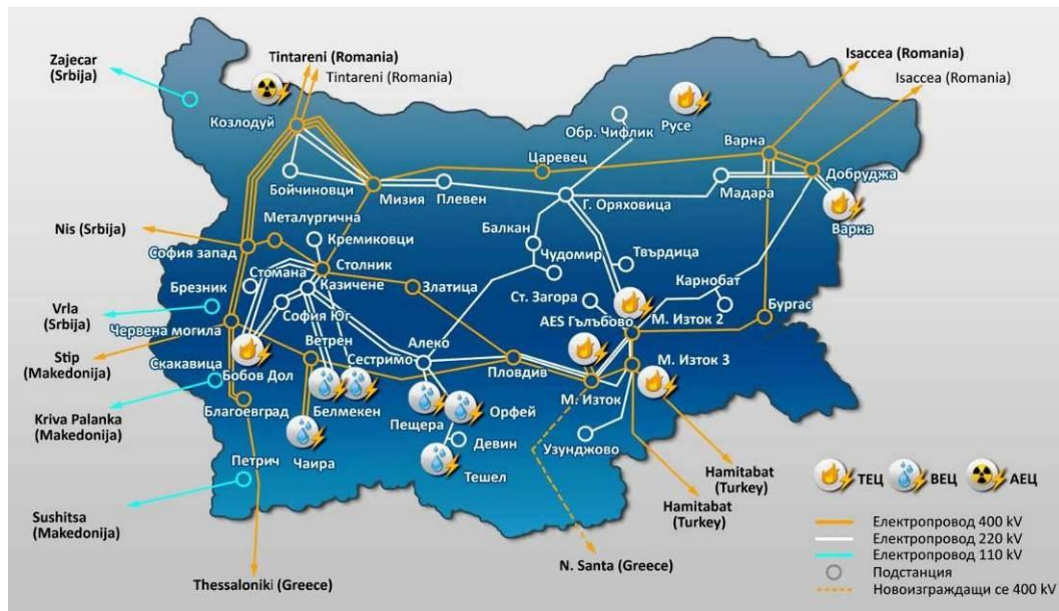 Zajecar
(Srbija)
Tintareni (Romania)
Tintareni (Romania)
Isaccea (Romania)
Isaccea (Romania)
Козлодуй
Обр. Чифлик
Русе
Варна
Царевец
Добруджа
Бойчиновци
Мизия
Плевен
Мадара
Г. Оряховица
Варна
Металургична
Nis (Srbija)
Кремиковци
Балкан
София запад
Столник
Чудомир
Твърдица
Стомана
Казичене
Златица
Карнобат
Брезник
Ст. Загора
Vrla
(Srbija)
София Юг
AES Гълъбово
М. Изток 2
Бургас
Червена могила
Ветрен
Алеко
Stip
(Makedonija)
Скакавица
Сестримо
Пловдив
М. Изток 3
Бобов Дол
М. Изток
Kriva Palanka
(Makedonija)
Благоевград
Белмекен
Пещера
Орфей
Девин
Узунджово
Петрич
Чаира
Тешел
Hamitabat
(Turkey)
ТЕЦ
ВЕЦ
АЕЦ
Sushitsa
(Makedonija)
Hamitabat
(Turkey)
Електропровод 400 kV
Електропровод 220 kV
Електропровод 110 kV
Подстанция
Новоизграждащи се 400 kV
N. Santa (Greece)
Thessaloniki (Greece)